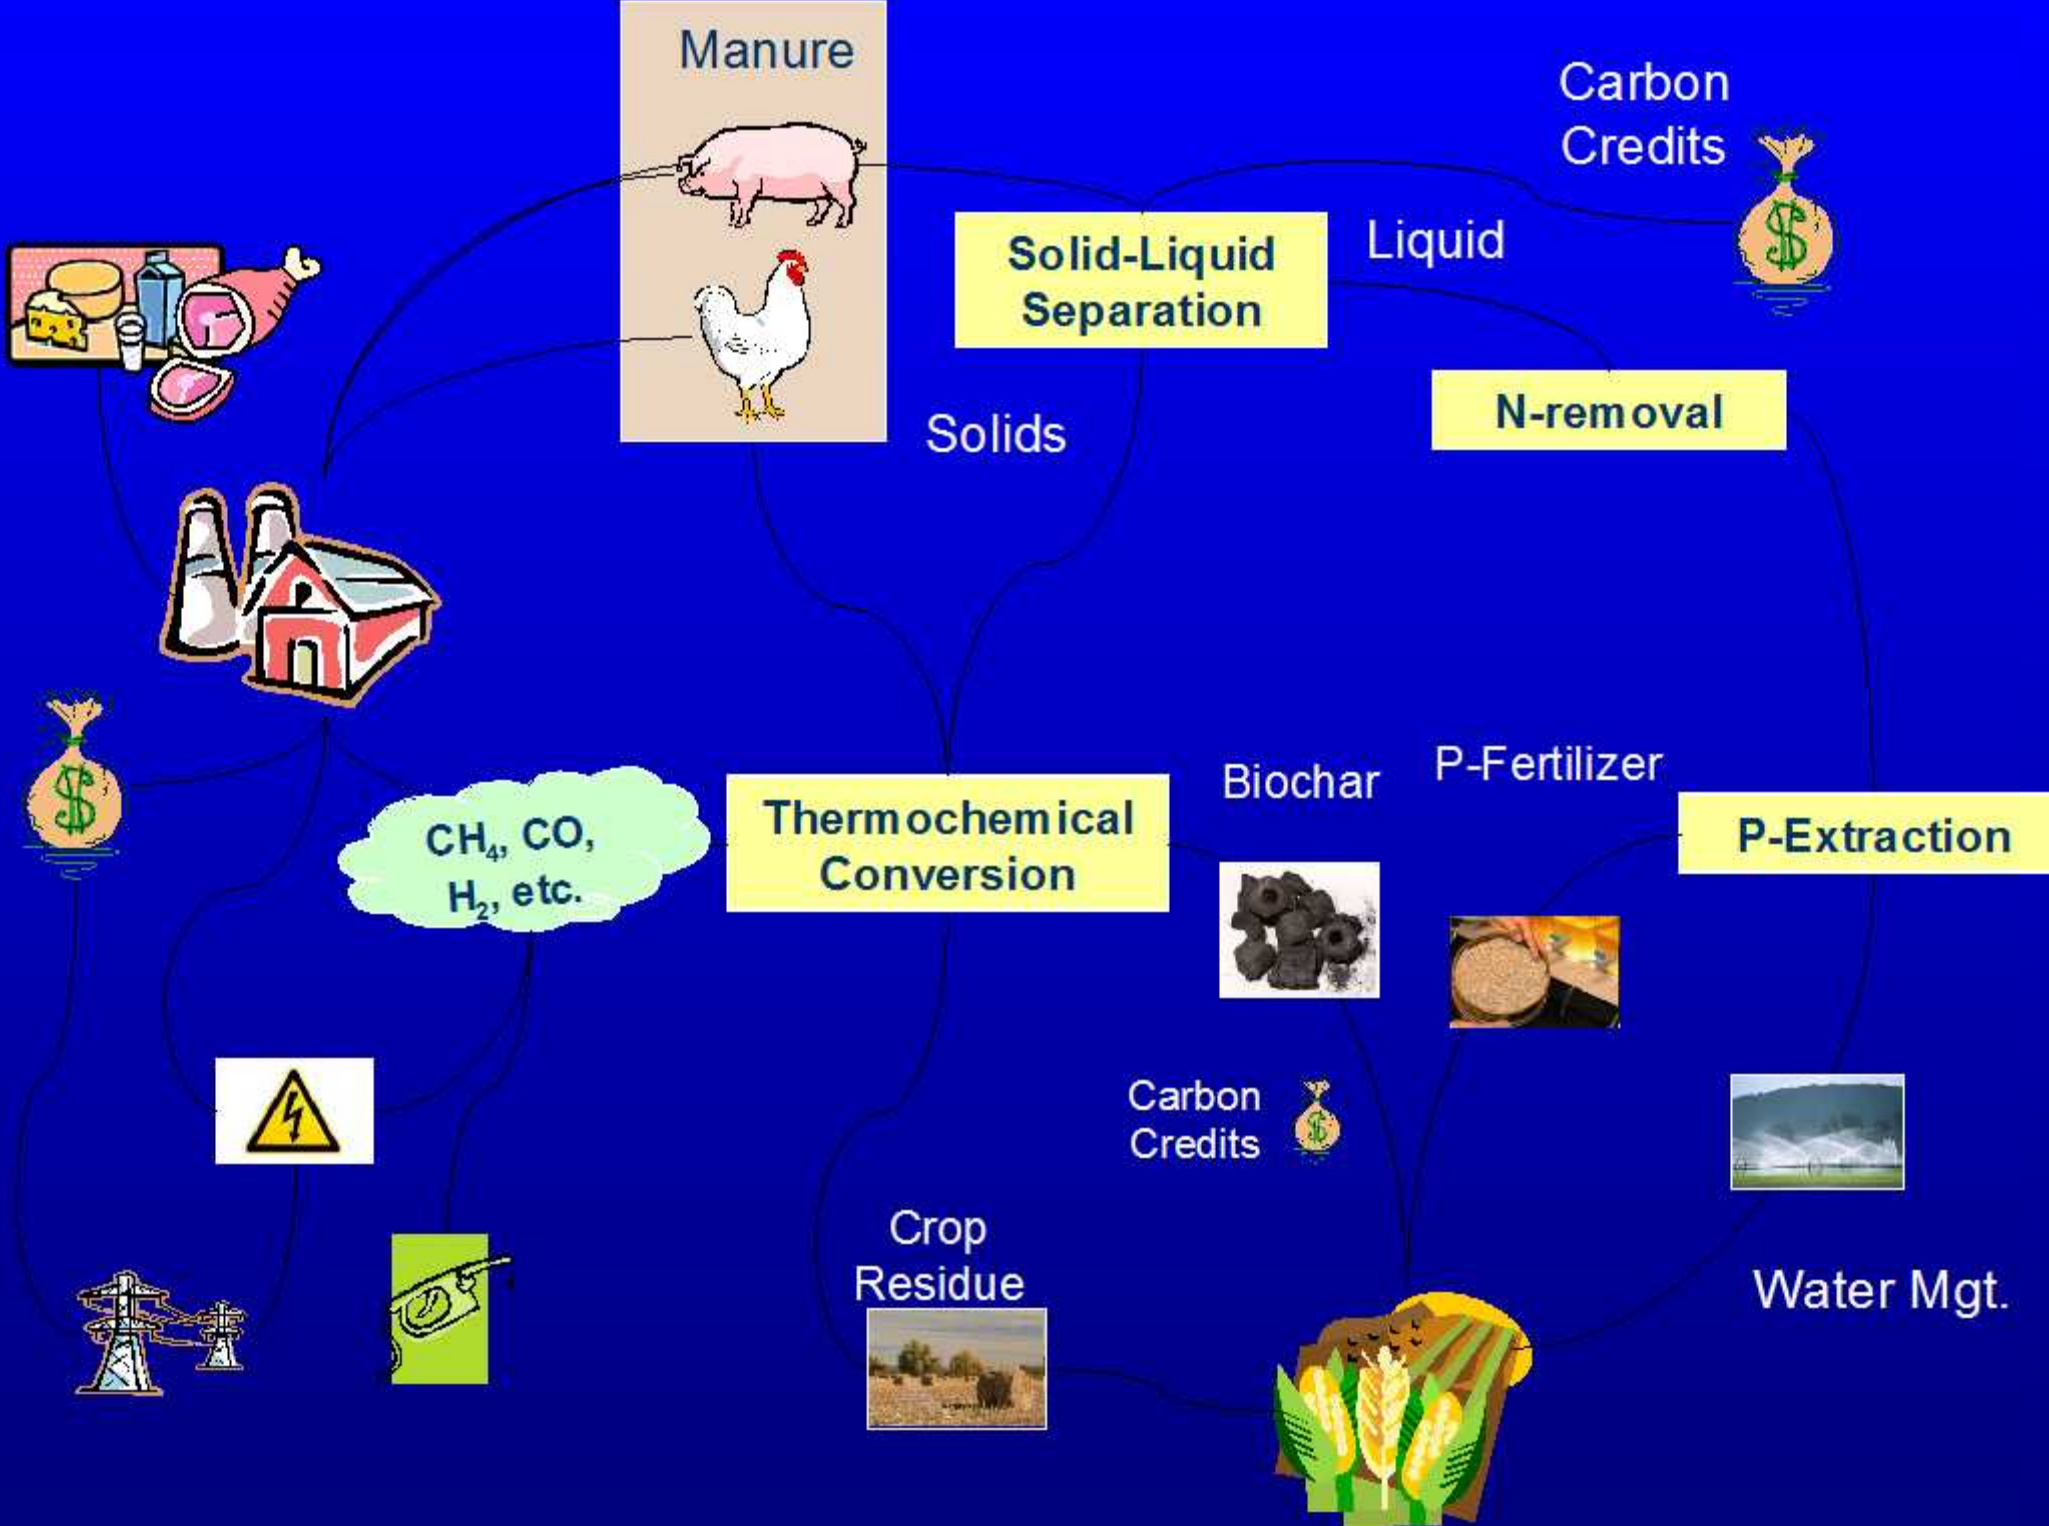 Manure
Carbon
Credits
Solid-Liquid
Separation
Liquid
N-removal
Solids
$
$
CH₄, CO,
H₂, etc.
Thermochemical
Conversion
Biochar
P-Fertilizer
P-Extraction
Carbon
Credits
$
Crop
Residue
Water Mgt.